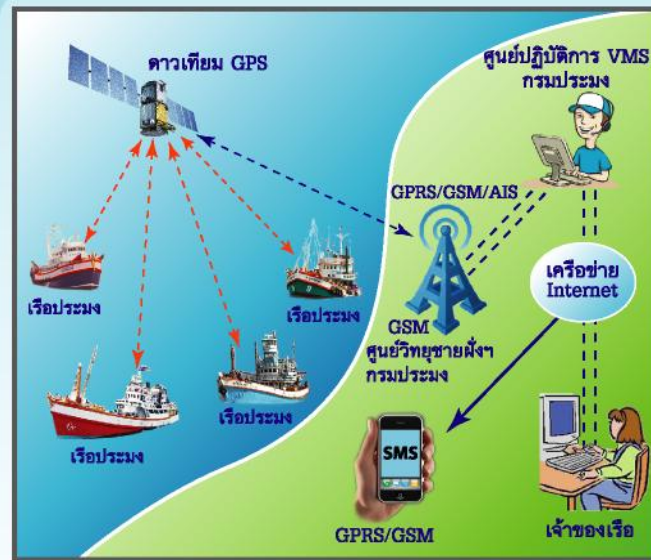 ดาวเทียม GPS
ศูนย์ปฏิบัติการ VMS
กรมประมง
GPRS/GSM/AIS
เรือประมง
เรือประมง
เรือประมง
เรือประมง
GSM
ศูนย์วิทยุชายฝั่งฯ
กรมประมง
เครือข่าย
Internet
SMS
GPRS/GSM
เจ้าของเรือ